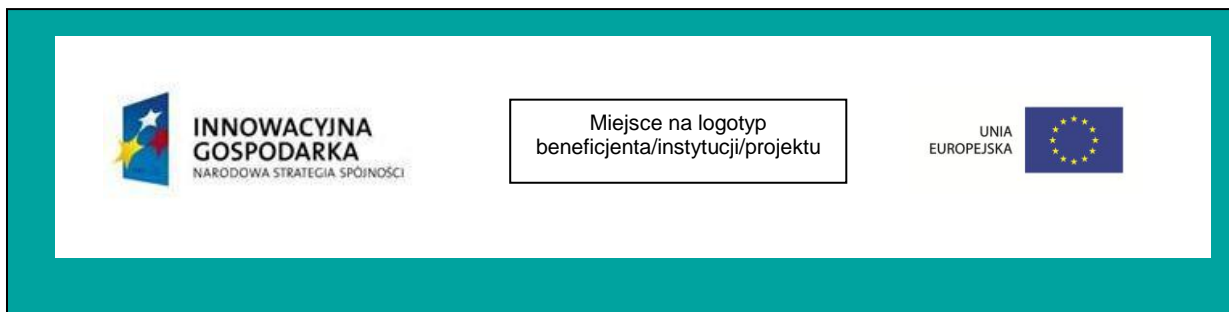 INNOWACYJNA
GOSPODARKA
NARODOWA STRATEGIA SPÓJNOŚCI
Miejsce na logotyp
beneficjenta/instytucji/projektu
UNIA
EUROPEJSKA